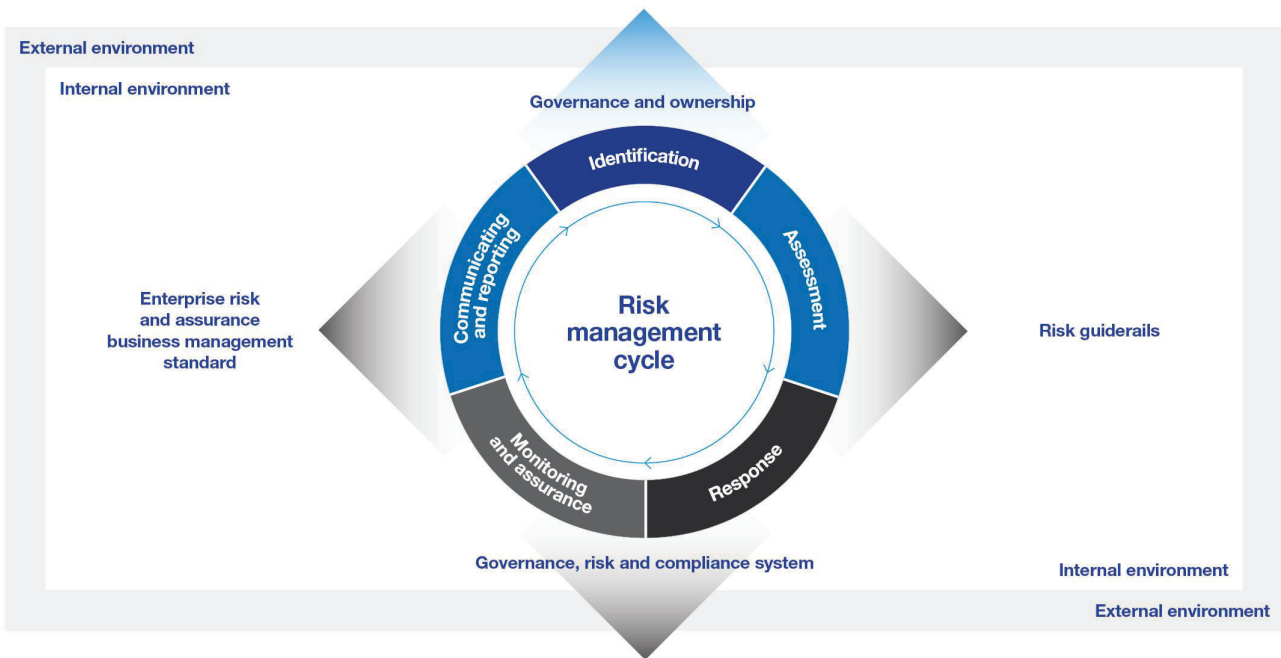 External environment
Internal environment
Governance and ownership
Identification
Assessment
Response
Monitoring
and assurance
Communicating
and reporting
Risk
management
cycle
Enterprise risk
and assurance
business management
standard
Risk guiderails
Governance, risk and compliance system
Internal environment
External environment